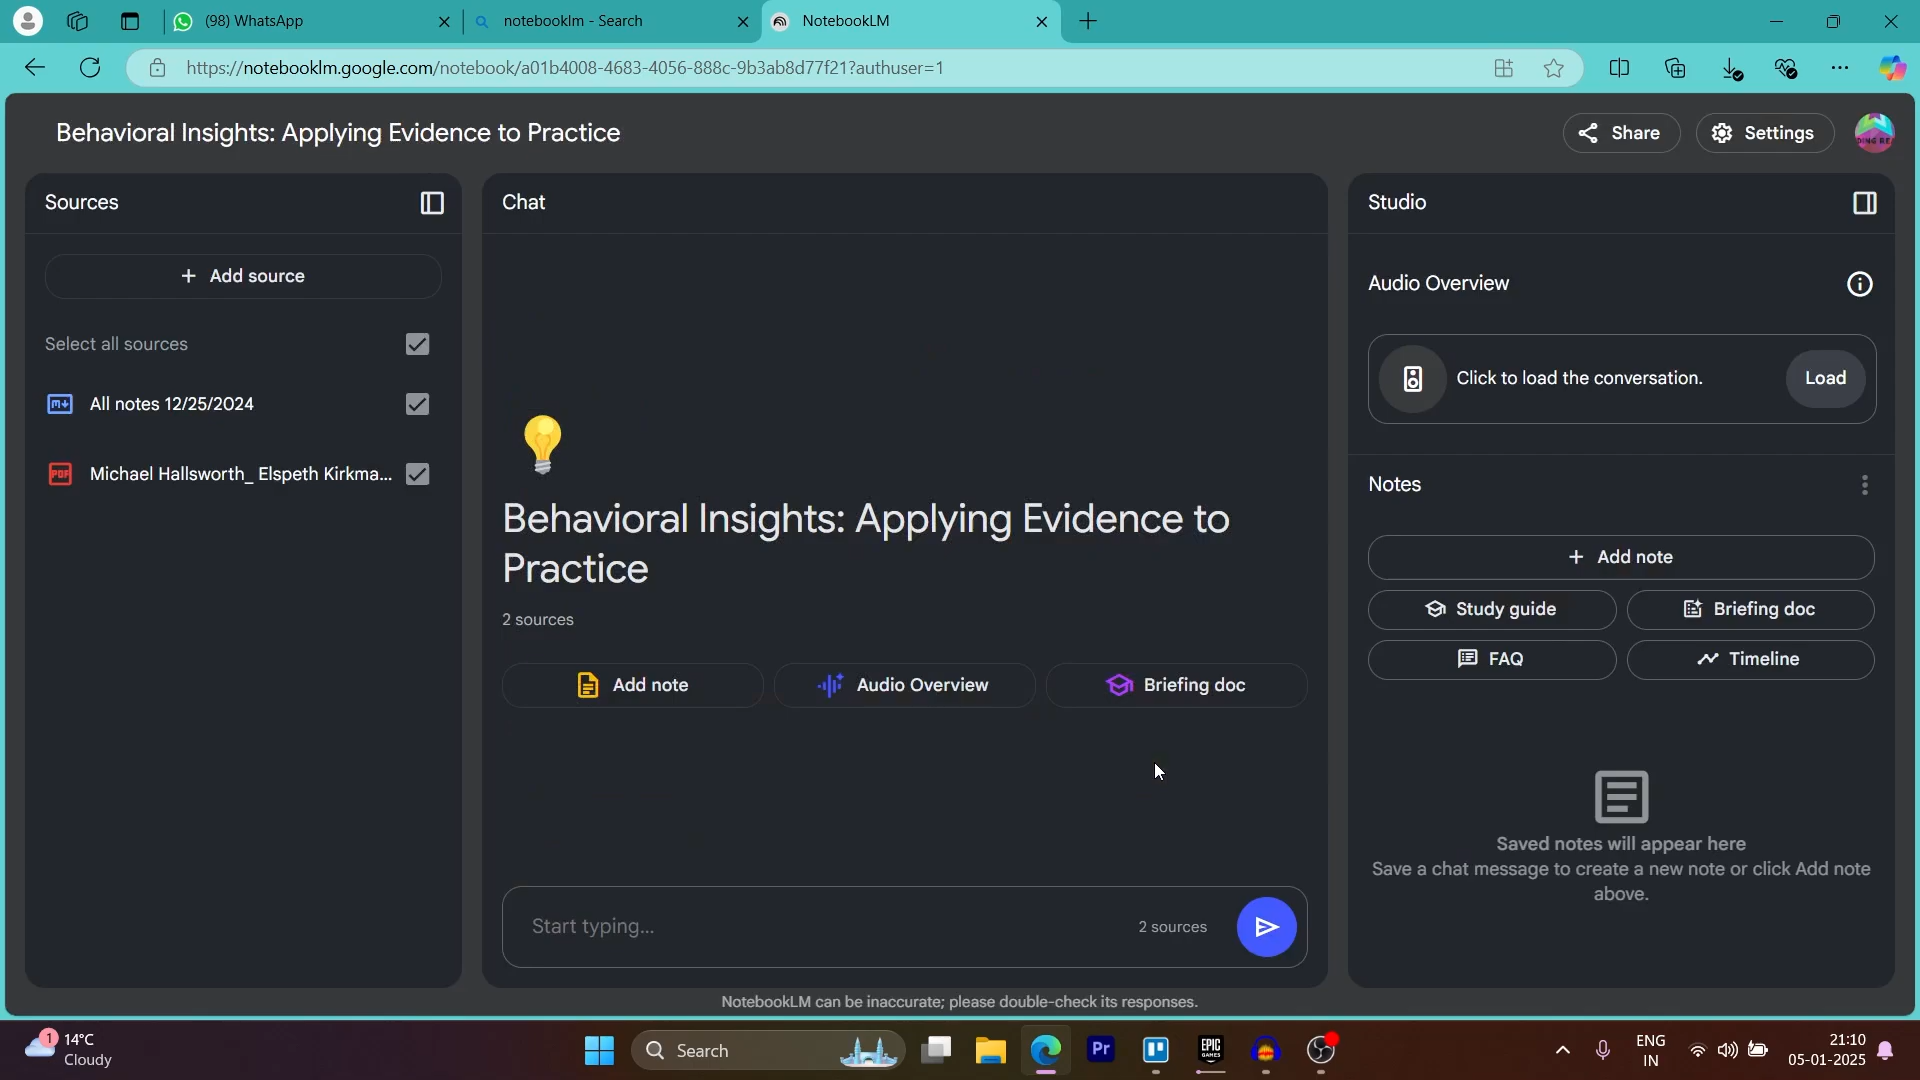 (98) WhatsApp
notebooklm - Search
NotebookLM
https://notebooklm.google.com/notebook/a01b4008-4683-4056-888c-9b3ab8d77f21?authuser=1
Behavioral Insights: Applying Evidence to Practice
Share
Settings
Sources
Add source
Select all sources
All notes 12/25/2024
PDF
Michael Hallsworth_ Elspeth Kirkma...
Chat
Behavioral Insights: Applying Evidence to
Practice
2 sources
Add note
Audio Overview
Briefing doc
Start typing...
2 sources
NotebookLM can be inaccurate; please double-check its responses.
Studio
Audio Overview
Click to load the conversation.
Load
Notes
Add note
Study guide
Briefing doc
FAQ
Timeline
Saved notes will appear here
Save a chat message to create a new note or click Add note
above.
1
14°C
Cloudy
Search
Pr
EPIC
GAMES
ENG
IN
21:10
05-01-2025